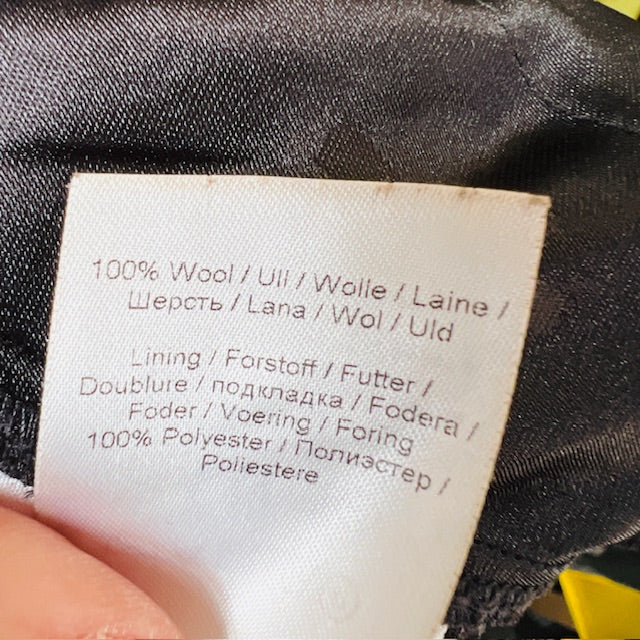 100% Wool / Ull / Wolle / Laine /
Шерсть / Lana / Wol / Uld
Lining / Forstoff / Futter /
Doublure / подкладка / Fodera /
Foder / Voering / Foring
100% Polyester / Полиэстер /
Poliestere